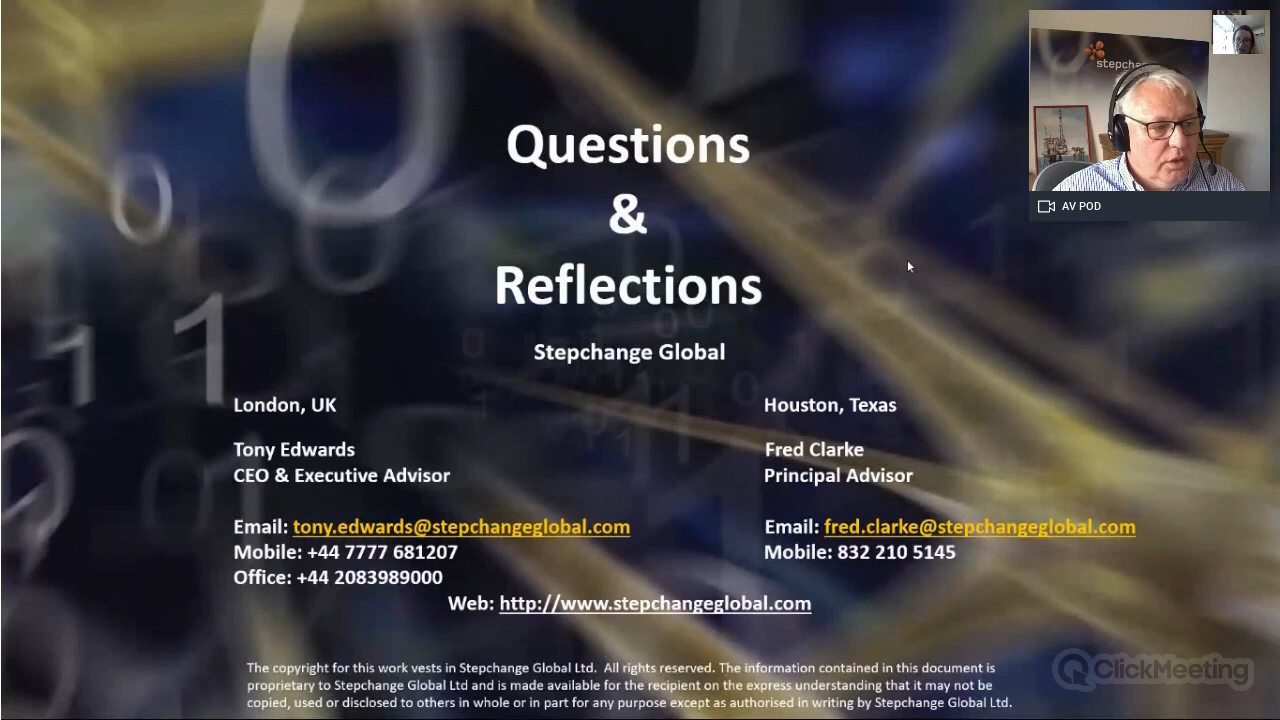 Questions
&
Reflections
Stepchange Global
London, UK
Tony Edwards
CEO & Executive Advisor
Email: tony.edwards@stepchangeglobal.com
Mobile: +44 7777 681207
Office: +44 2083989000
Houston, Texas
Fred Clarke
Principal Advisor
Email: fred.clarke@stepchangeglobal.com
Mobile: 832 210 5145
Web: http://www.stepchangeglobal.com
The copyright for this work vests in Stepchange Global Ltd. All rights reserved. The information contained in this document is
proprietary to Stepchange Global Ltd and is made available for the recipient on the express understanding that it may not be
copied, used or disclosed to others in whole or in part for any purpose except as authorised in writing by Stepchange Global Ltd.
AV POD
ClickMeeting